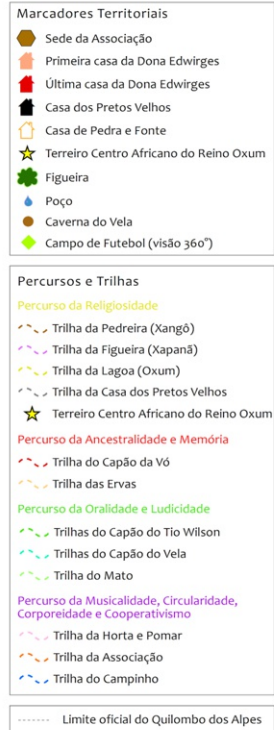 Marcadores Territoriais
Sede da Associação
Primeira casa da Dona Edwirges
Última casa da Dona Edwirges
Casa dos Pretos Velhos
Casa de Pedra e Fonte
Terreiro Centro Africano do Reino Oxum
Figueira
Poço
Caverna do Vela
Campo de Futebol (visão 360°)
Percursos e Trilhas
Percurso da Religiosidade
Trilha da Pedreira (Xangô)
Trilha da Figueira (Xapanã)
Trilha da Lagoa (Oxum)
Trilha da Casa dos Pretos Velhos
Terreiro Centro Africano do Reino Oxum
Percurso da Ancestralidade e Memória
Trilha do Capão da Vó
Trilha das Ervas
Percurso da Oralidade e Ludicidade
Trilhas do Capão do Tio Wilson
Trilhas do Capão do Vela
Trilha do Mato
Percurso da Musicalidade, Circularidade,
Corporeidade e Cooperativismo
Trilha da Horta e Pomar
Trilha da Associação
Trilha do Campinho
Limite oficial do Quilombo dos Alpes